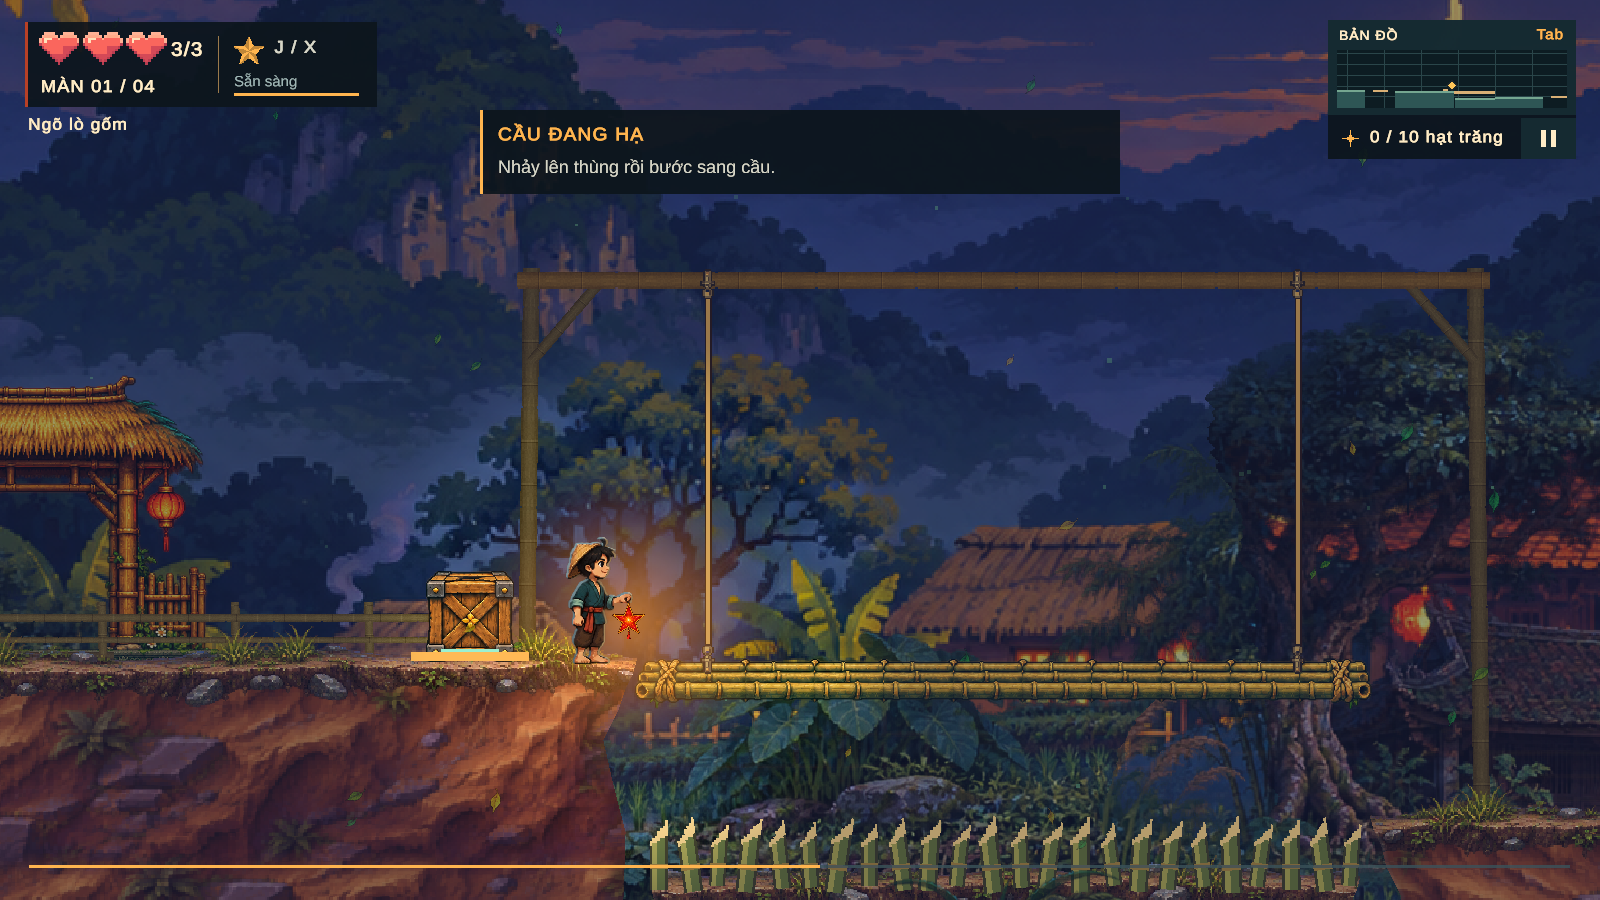 3/3
J / X
Sẵn sàng
MÀN 01 / 04
Ngõ lò gốm
CẦU ĐANG HẠ
Nhảy lên thùng rồi bước sang cầu.
BẢN ĐỒ
Tab
0 / 10 hạt trăng